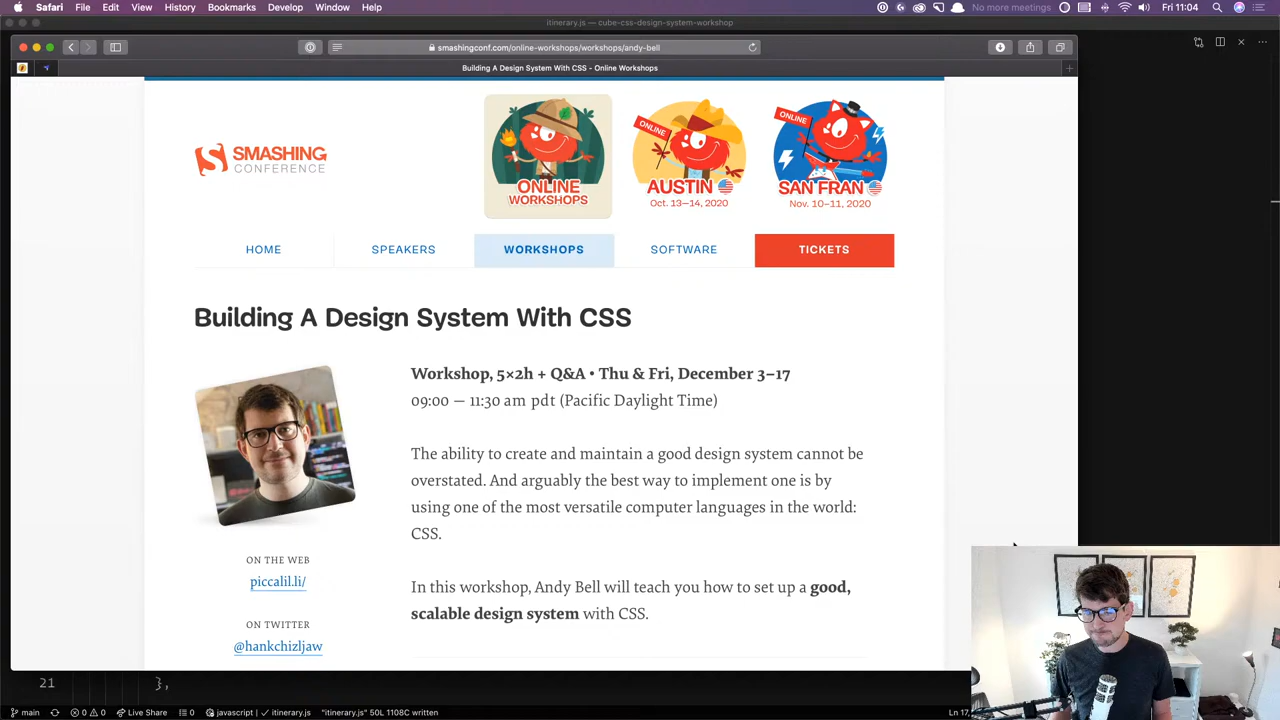 Safari File Edit View History Bookmarks Develop Window Help No more meetings Fri 11:04
itinerary.js — cube-css-design-system-workshop
smashingconf.com/online-workshops/workshops/andy-bell
Building A Design System With CSS - Online Workshops
SMASHING
CONFERENCE
ONLINE
WORKSHOPS
ONLINE
AUSTIN
Oct. 13—14, 2020
ONLINE
SAN FRAN
Nov. 10—11, 2020
HOME SPEAKERS WORKSHOPS SOFTWARE TICKETS
Building A Design System With CSS
Workshop, 5×2h + Q&A • Thu & Fri, December 3–17
09:00 — 11:30 am pdt (Pacific Daylight Time)
The ability to create and maintain a good design system cannot be
overstated. And arguably the best way to implement one is by
using one of the most versatile computer languages in the world:
CSS.
In this workshop, Andy Bell will teach you how to set up a good,
scalable design system with CSS.
ON THE WEB
piccalil.li/
ON TWITTER
@hankchizljaw
21 },
main 0 0 Live Share 0 javascript | ✓ itinerary.js "itinerary.js" 50L 1108C written Ln 17,